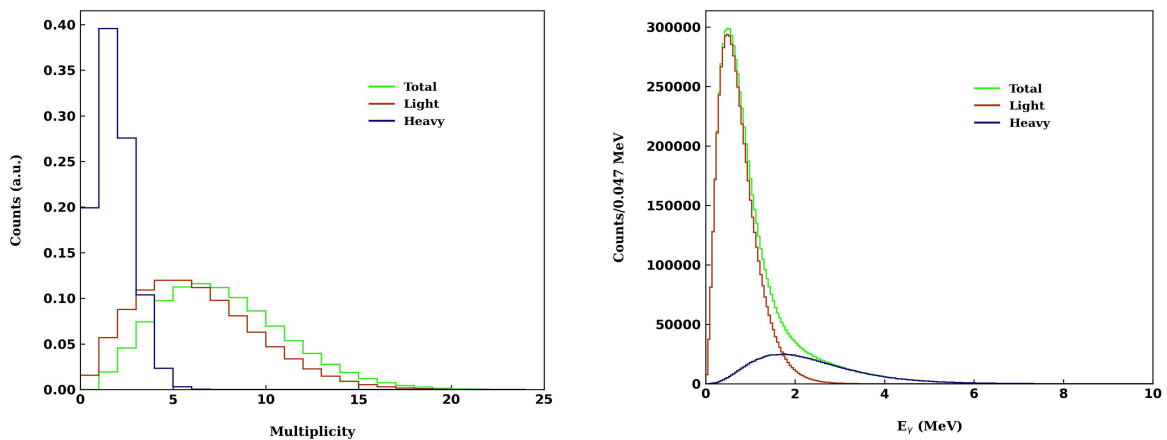 0.40
0.35
0.30
0.25
0.20
0.15
0.10
0.05
0.00
0
5
10
15
20
25
Counts (a.u.)
Multiplicity
Total
Light
Heavy
300000
250000
200000
150000
100000
50000
0
0
2
4
6
8
10
Counts/0.047 MeV
Eγ (MeV)
Total
Light
Heavy